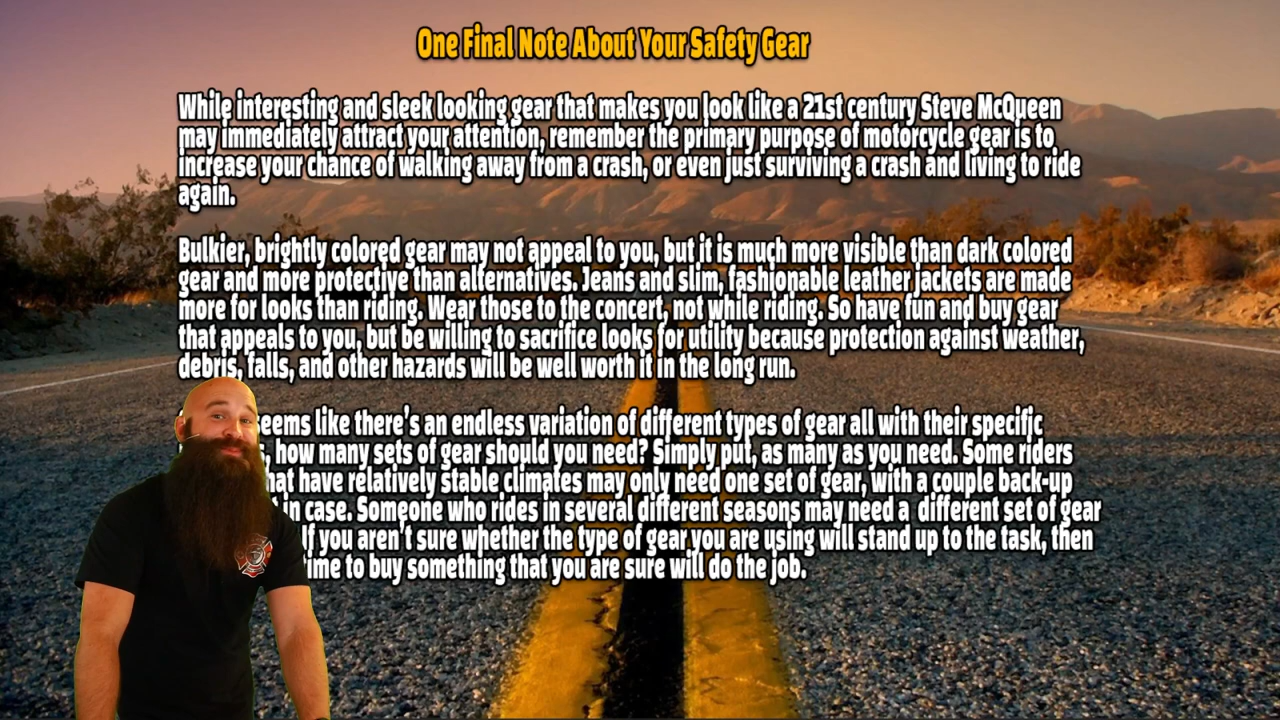 One Final Note About Your Safety Gear
While interesting and sleek looking gear that makes you look like a 21st century Steve McQueen
may immediately attract your attention, remember the primary purpose of motorcycle gear is to
increase your chance of walking away from a crash, or even just surviving a crash and living to ride
again.
Bulkier, brightly colored gear may not appeal to you, but it is much more visible than dark colored
gear and more protective than alternatives. Jeans and slim, fashionable leather jackets are made
more for looks than riding. Wear those to the concert, not while riding. So have fun and buy gear
that appeals to you, but be willing to sacrifice looks for utility because protection against weather,
debris, falls, and other hazards will be well worth it in the long run.
seems like there's an endless variation of different types of gear all with their specific
, how many sets of gear should you need? Simply put, as many as you need. Some riders
that have relatively stable climates may only need one set of gear, with a couple back-up
in case. Someone who rides in several different seasons may need a different set of gear
If you aren't sure whether the type of gear you are using will stand up to the task, then
time to buy something that you are sure will do the job.